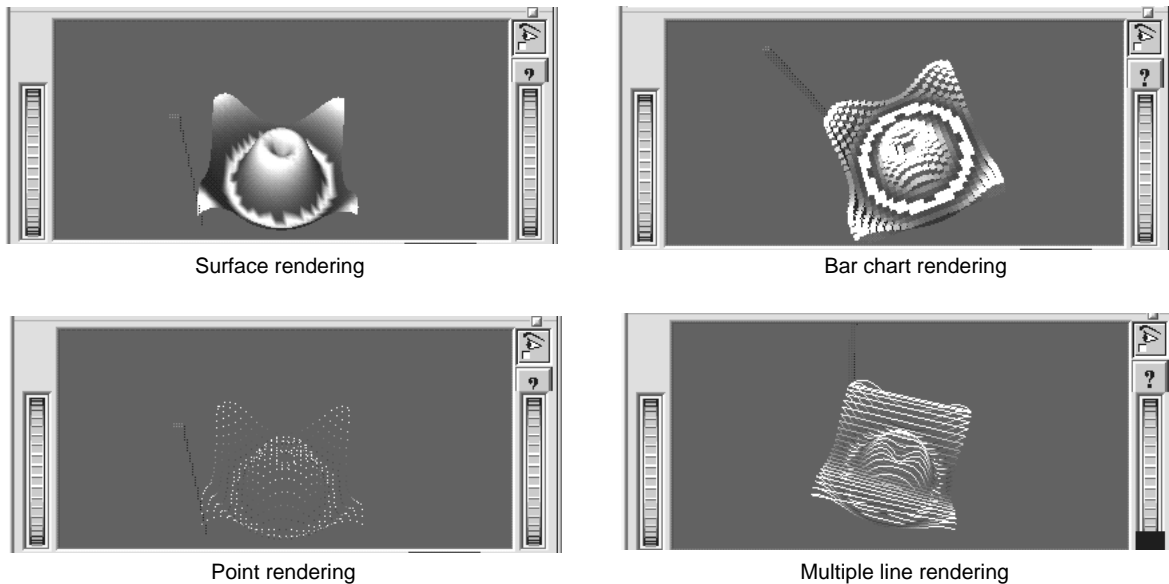 ?
?
Surface rendering
Bar chart rendering
?
?
Point rendering
Multiple line rendering